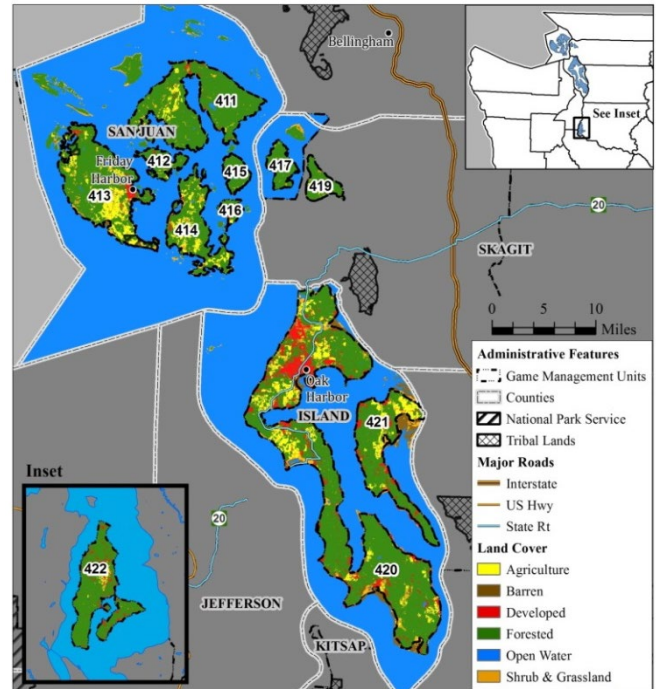 Bellingham
See Inset
411
SAN JUAN
412
Friday
Harbor
413
415
417
419
416
414
20
SKAGIT
0 5 10
Miles
Oak
Harbor
ISLAND
421
Inset
422
20
420
JEFFERSON
KITSAP
Administrative Features
Game Management Units
Counties
National Park Service
Tribal Lands
Major Roads
Interstate
US Hwy
State Rt
Land Cover
Agriculture
Barren
Developed
Forested
Open Water
Shrub & Grassland